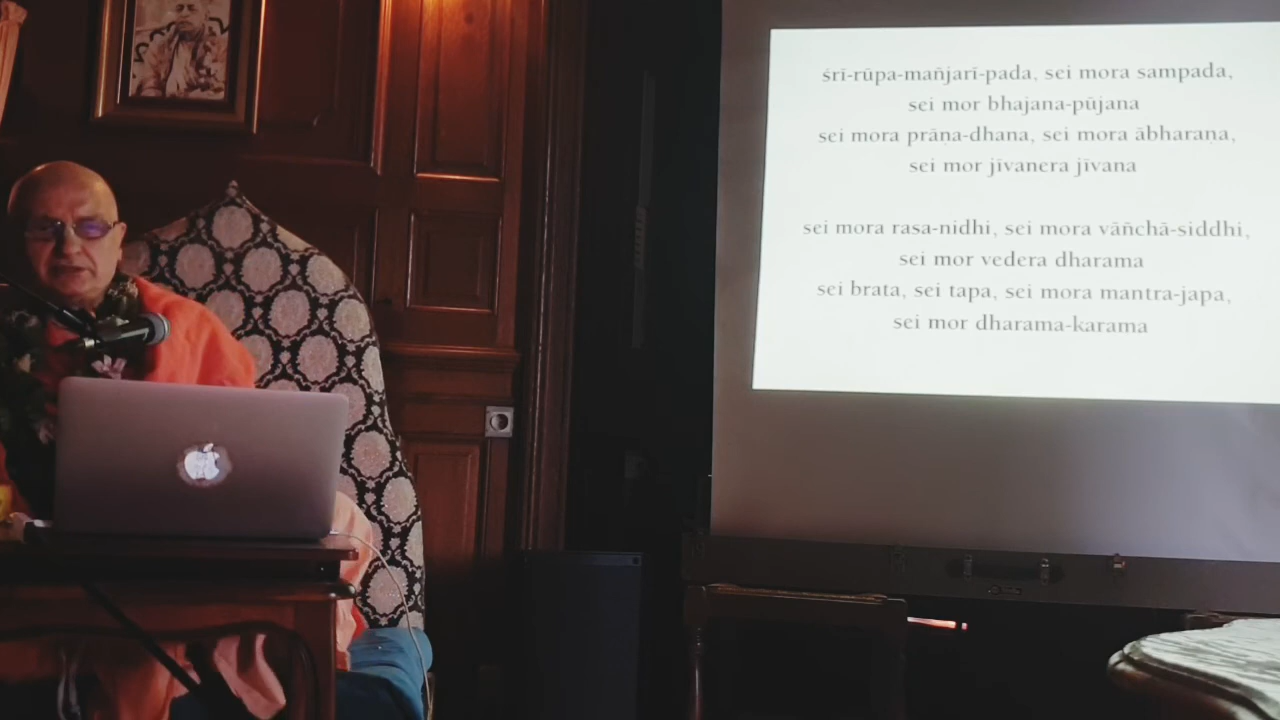 śrī-rūpa-mañjarī-pada, sei mora sampada,
sei mor bhajana-pūjana
sei mora prāṇa-dhana, sei mora ābharaṇa,
sei mor jīvanera jīvana
sei mora rasa-nidhi, sei mora vāñchā-siddhi,
sei mor vedera dharama
sei brata, sei tapa, sei mora mantra-japa,
sei mor dharama-karama